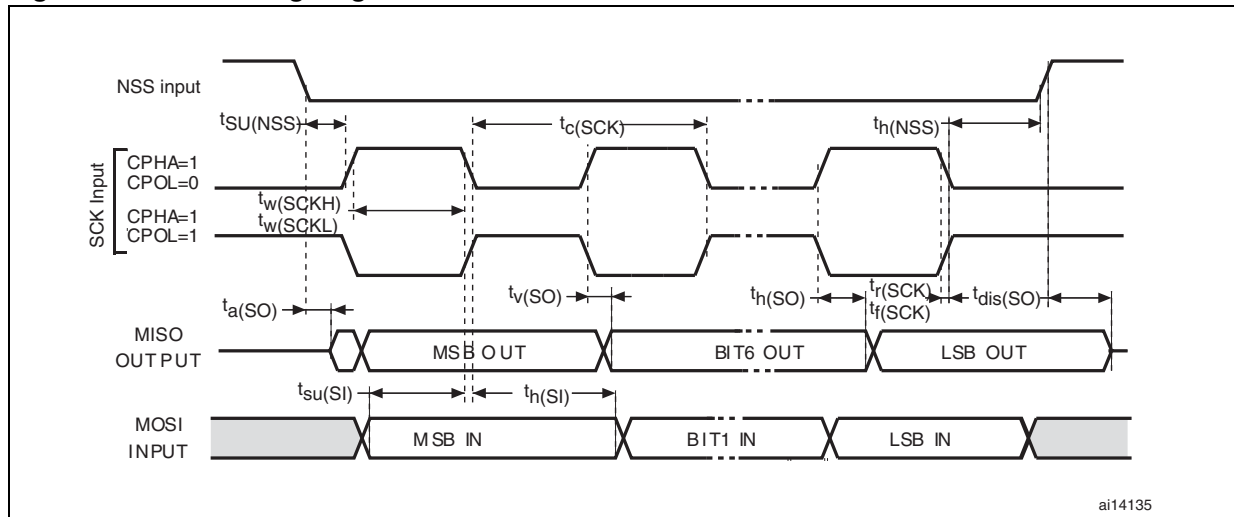 NSS input
tSU(NSS)
tc(SCK)
th(NSS)
SCK Input
CPHA=1
CPOL=0
tw(SCKH)
tw(SCKL)
CPHA=1
CPOL=1
ta(SO)
tv(SO)
th(SO)
tr(SCK)
tf(SCK)
tdis(SO)
MISO
OUTPUT
MSB OUT
BIT6 OUT
LSB OUT
tsu(SI)
th(SI)
MOSI
INPUT
MSB IN
BIT1 IN
LSB IN
ai14135